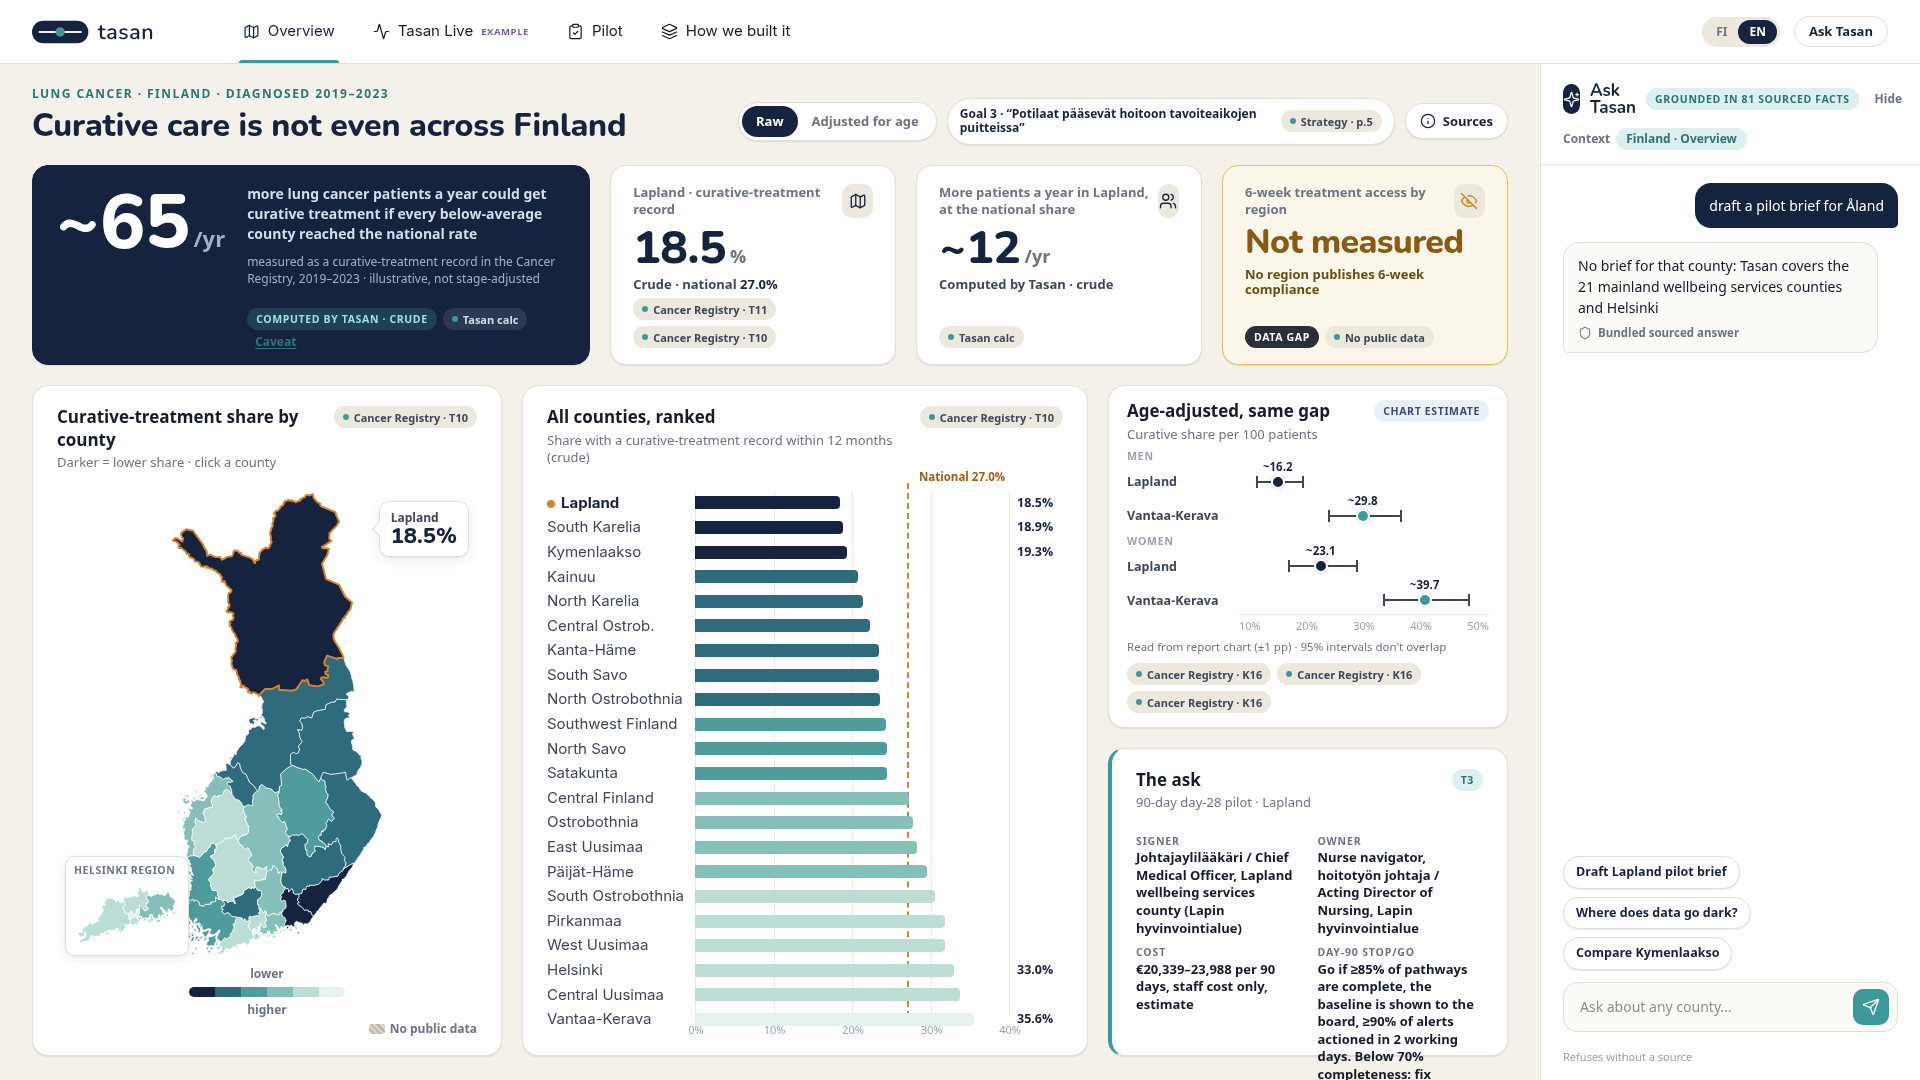 tasan
Overview
Tasan Live EXAMPLE
Pilot
How we built it
FI EN
Ask Tasan
LUNG CANCER · FINLAND · DIAGNOSED 2019–2023
Curative care is not even across Finland
Raw
Adjusted for age
Goal 3 · “Potilaat pääsevät hoitoon tavoiteaikojen
puitteissa”
Strategy · p.5
Sources
~65/yr
more lung cancer patients a year could get
curative treatment if every below-average
county reached the national rate
measured as a curative-treatment record in the Cancer
Registry, 2019–2023 · illustrative, not stage-adjusted
COMPUTED BY TASAN · CRUDE
Tasan calc
Caveat
Lapland · curative-treatment
record
18.5 %
Crude · national 27.0%
Cancer Registry · T11
Cancer Registry · T10
More patients a year in Lapland,
at the national share
~12 /yr
Computed by Tasan · crude
Tasan calc
6-week treatment access by
region
Not measured
No region publishes 6-week
compliance
DATA GAP
No public data
Curative-treatment share by
county
Cancer Registry · T10
Darker = lower share · click a county
Lapland
18.5%
HELSINKI REGION
lower
higher
No public data
All counties, ranked
Cancer Registry · T10
Share with a curative-treatment record within 12 months
(crude)
National 27.0%
Lapland 18.5%
South Karelia 18.9%
Kymenlaakso 19.3%
Kainuu
North Karelia
Central Ostrob.
Kanta-Häme
South Savo
North Ostrobothnia
Southwest Finland
North Savo
Satakunta
Central Finland
Ostrobothnia
East Uusimaa
Päijät-Häme
South Ostrobothnia
Pirkanmaa
West Uusimaa
Helsinki 33.0%
Central Uusimaa
Vantaa-Kerava 35.6%
0% 10% 20% 30% 40%
Age-adjusted, same gap
CHART ESTIMATE
Curative share per 100 patients
MEN
~16.2
Lapland
~29.8
Vantaa-Kerava
WOMEN
~23.1
Lapland
~39.7
Vantaa-Kerava
10% 20% 30% 40% 50%
Read from report chart (±1 pp) · 95% intervals don't overlap
Cancer Registry · K16
Cancer Registry · K16
Cancer Registry · K16
The ask
T3
90-day day-28 pilot · Lapland
SIGNER
Johtajaylilääkäri / Chief
Medical Officer, Lapland
wellbeing services
county (Lapin
hyvinvointialue)
OWNER
Nurse navigator,
hoitotyön johtaja /
Acting Director of
Nursing, Lapin
hyvinvointialue
COST
€20,339–23,988 per 90
days, staff cost only,
estimate
DAY-90 STOP/GO
Go if ≥85% of pathways
are complete, the
baseline is shown to the
board, ≥90% of alerts
actioned in 2 working
days. Below 70%
completeness: fix
Ask
Tasan
GROUNDED IN 81 SOURCED FACTS
Hide
Context
Finland · Overview
draft a pilot brief for Åland
No brief for that county: Tasan covers the
21 mainland wellbeing services counties
and Helsinki
Bundled sourced answer
Draft Lapland pilot brief
Where does data go dark?
Compare Kymenlaakso
Ask about any county…
Refuses without a source